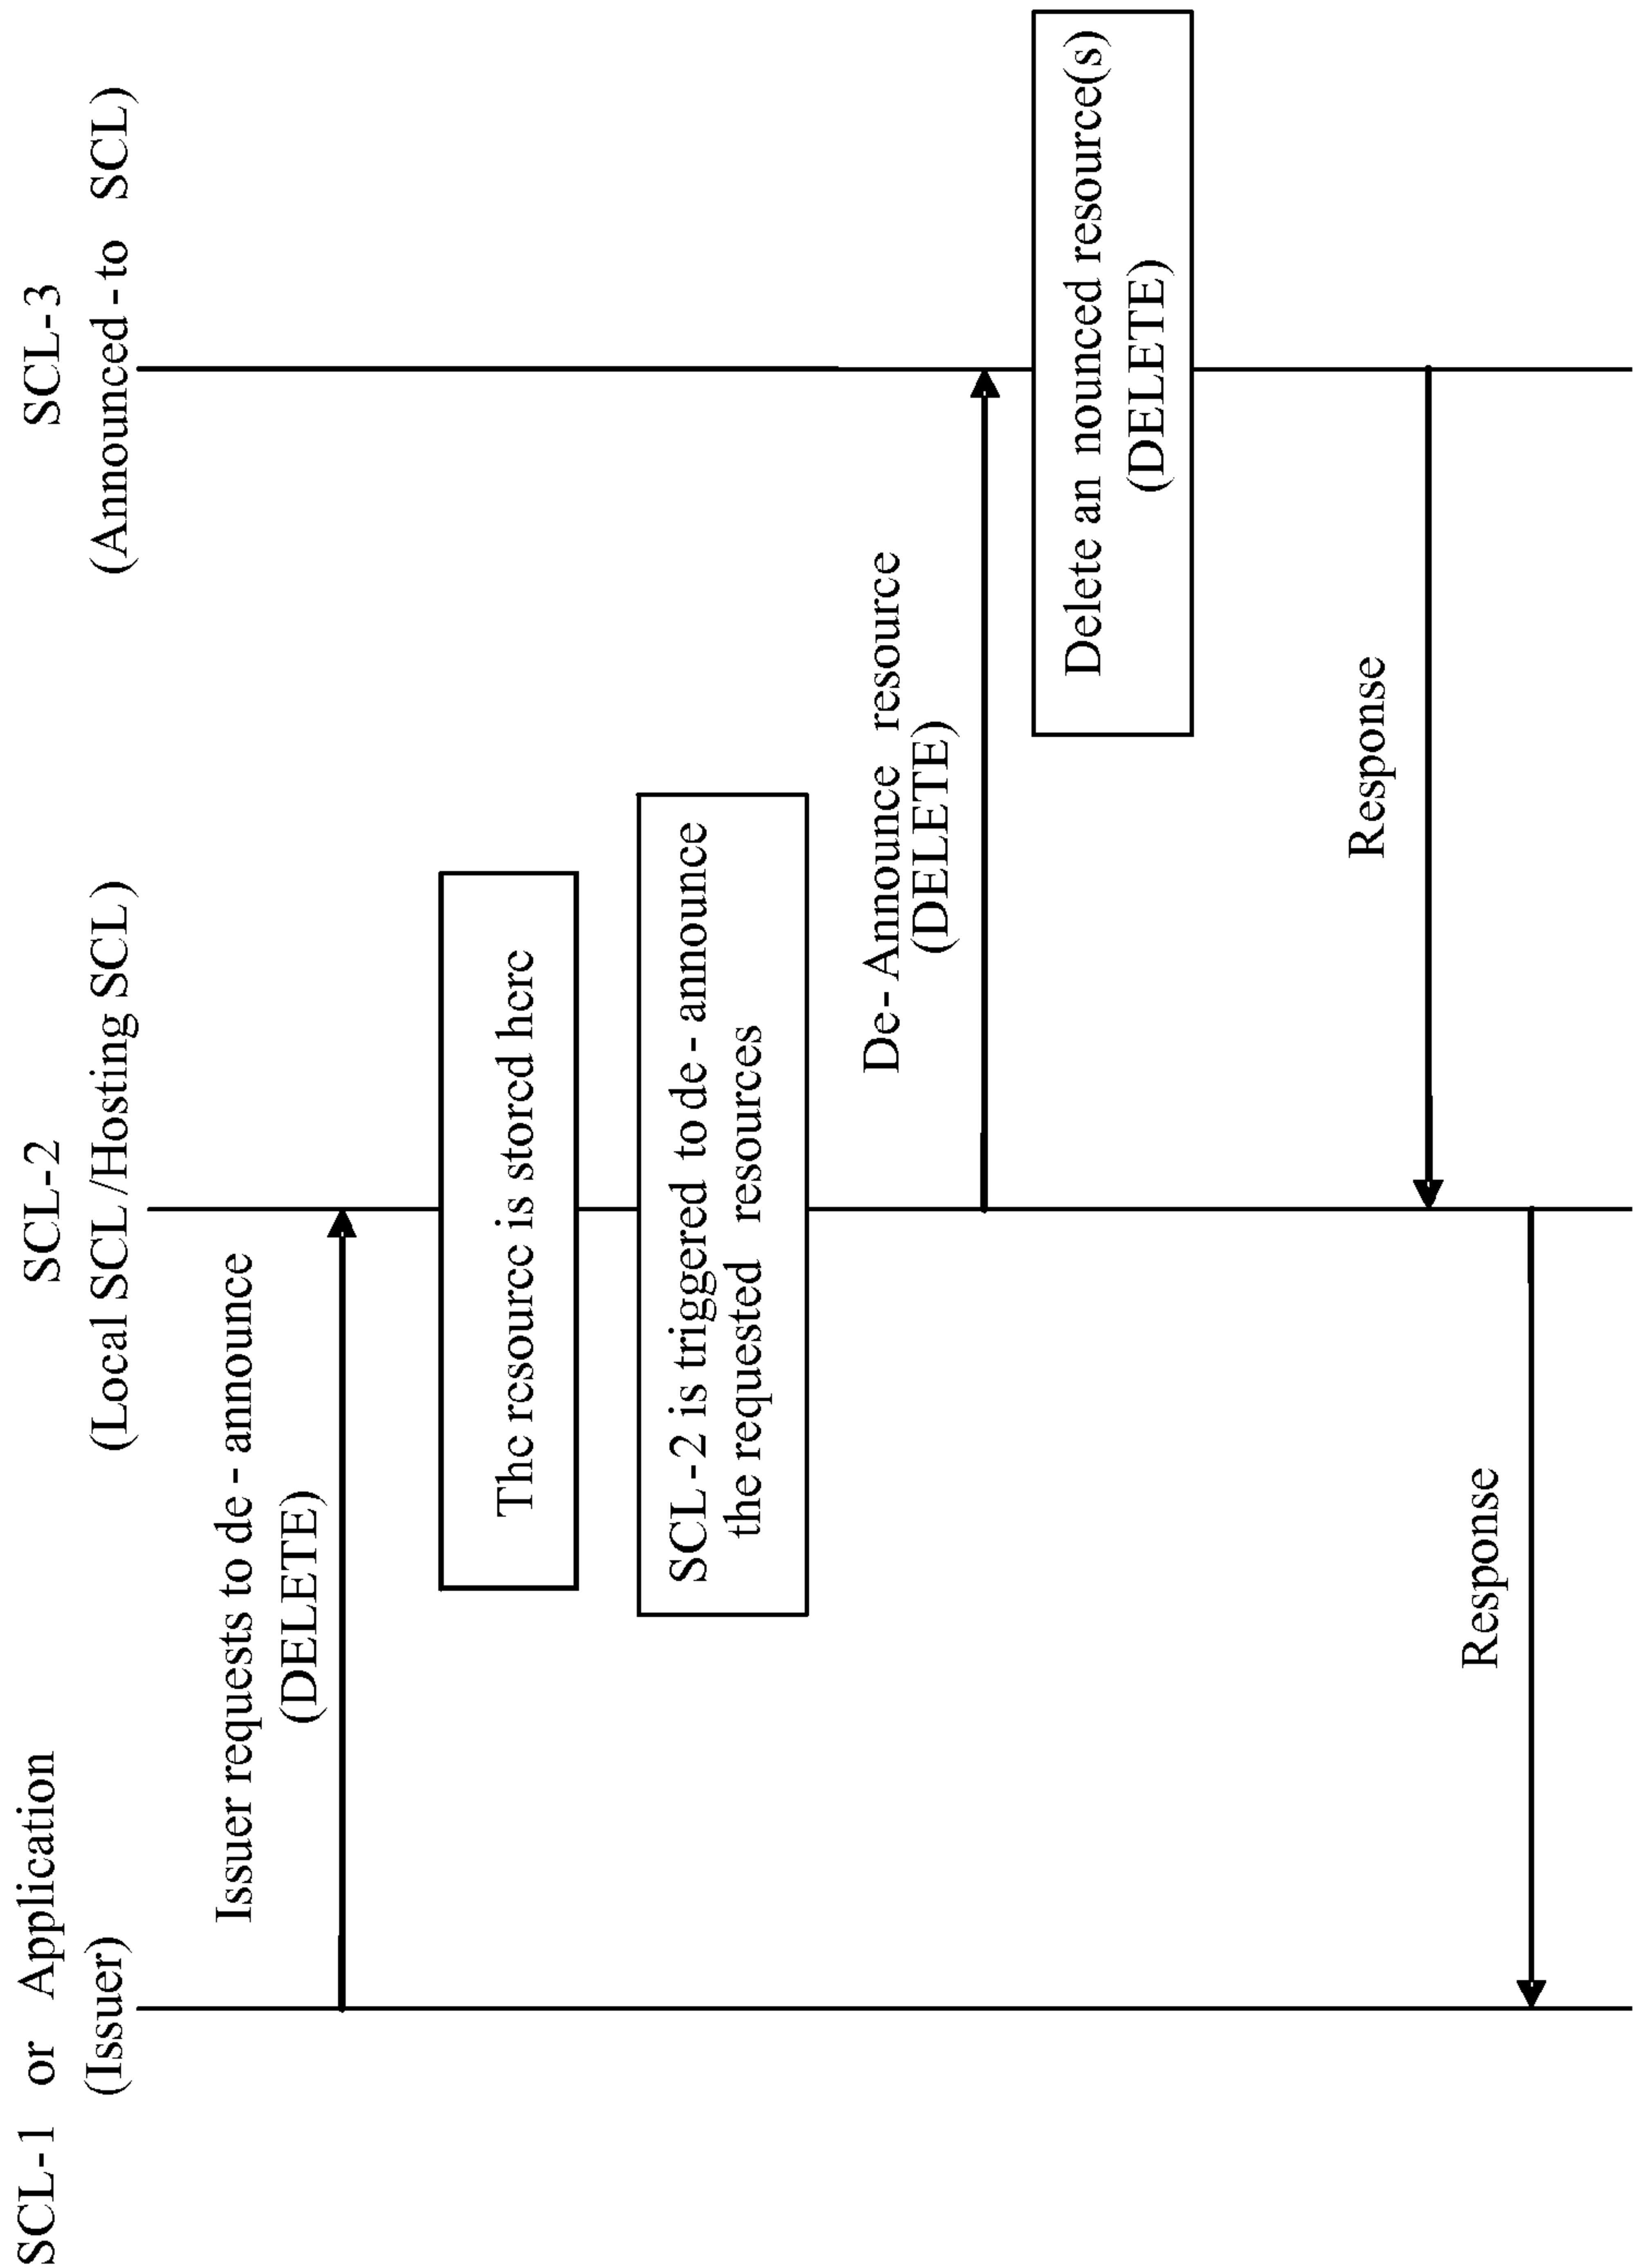 SCL-1 or Application
(Issuer)
SCL-2
(Local SCL/Hosting SCL)
SCL-3
(Announced-to SCL)
Issuer requests to de-announce
(DELETE)
The resource is stored here
SCL-2 is triggered to de-announce
the requested resources
De-Announce resource
(DELETE)
Delete an nounced resource(s)
(DELETE)
Response
Response